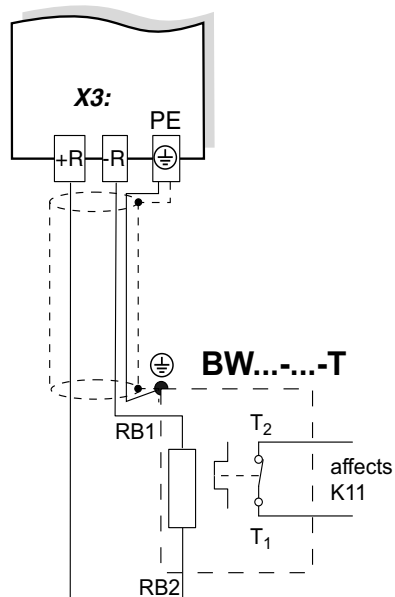 X3:
PE
+R
-R
BW...-...-T
RB1
T2
affects
K11
T1
RB2